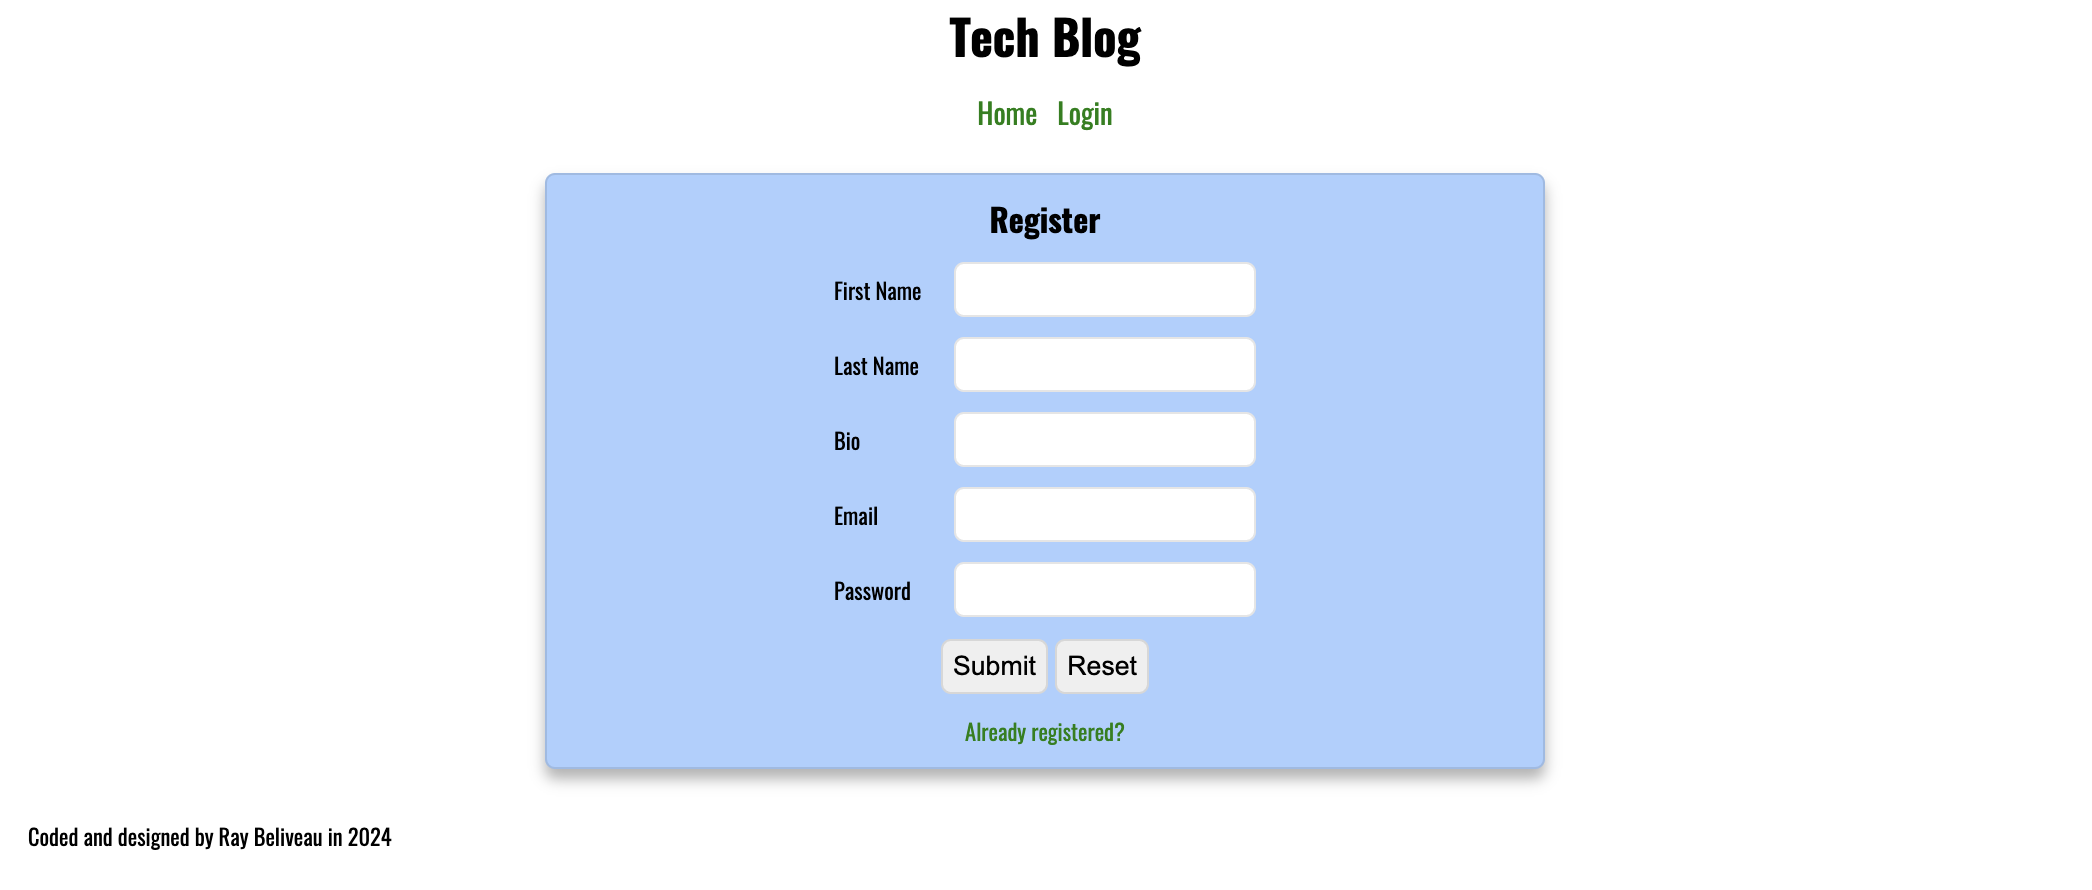 Tech Blog
Home Login
Register
First Name
Last Name
Bio
Email
Password
Submit Reset
Already registered?
Coded and designed by Ray Beliveau in 2024